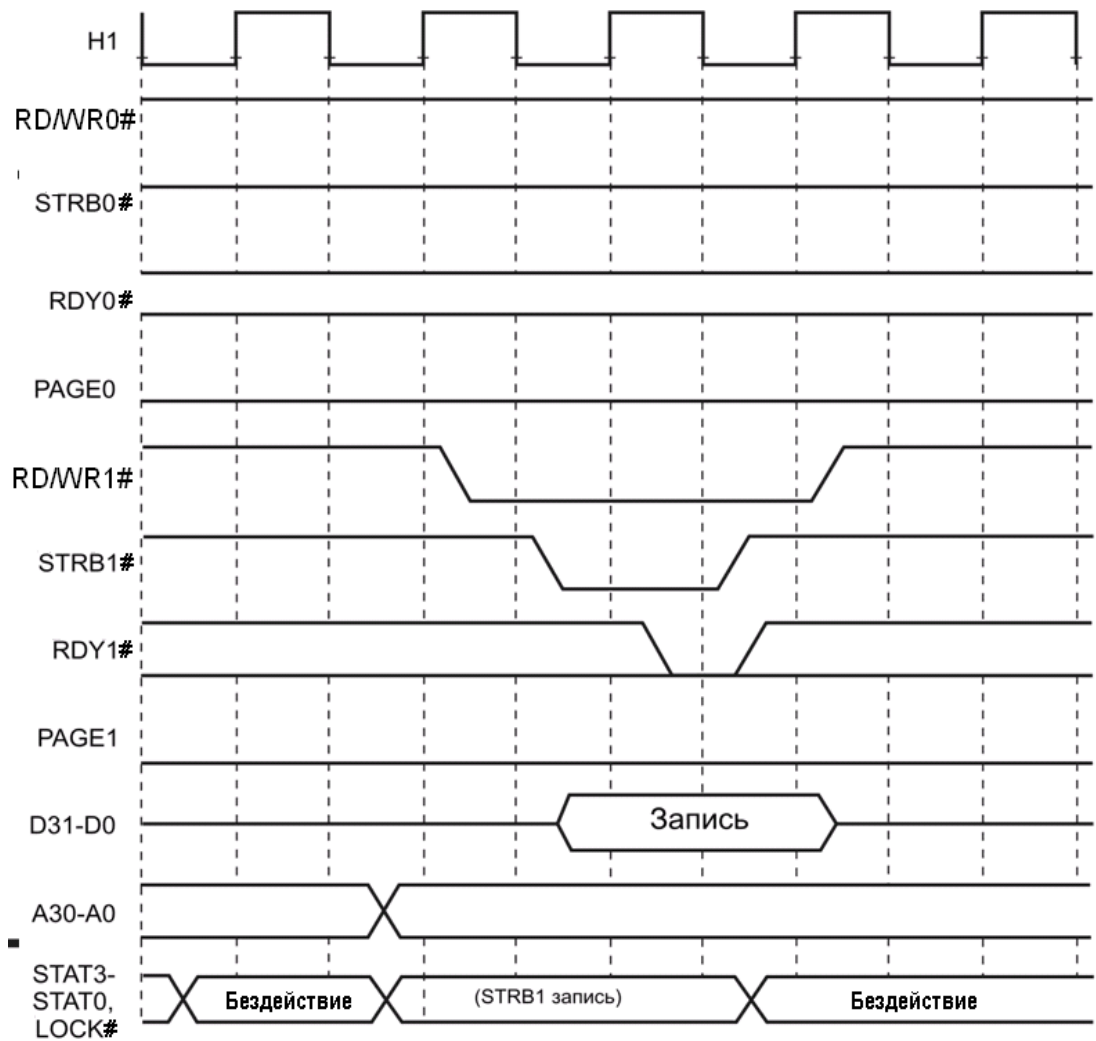 H1
RD/WR0#
STRB0#
RDY0#
PAGE0
RD/WR1#
STRB1#
RDY1#
PAGE1
D31-D0
Запись
A30-A0
STAT3-
STAT0,
LOCK#
Бездействие
(STRB1 запись)
Бездействие